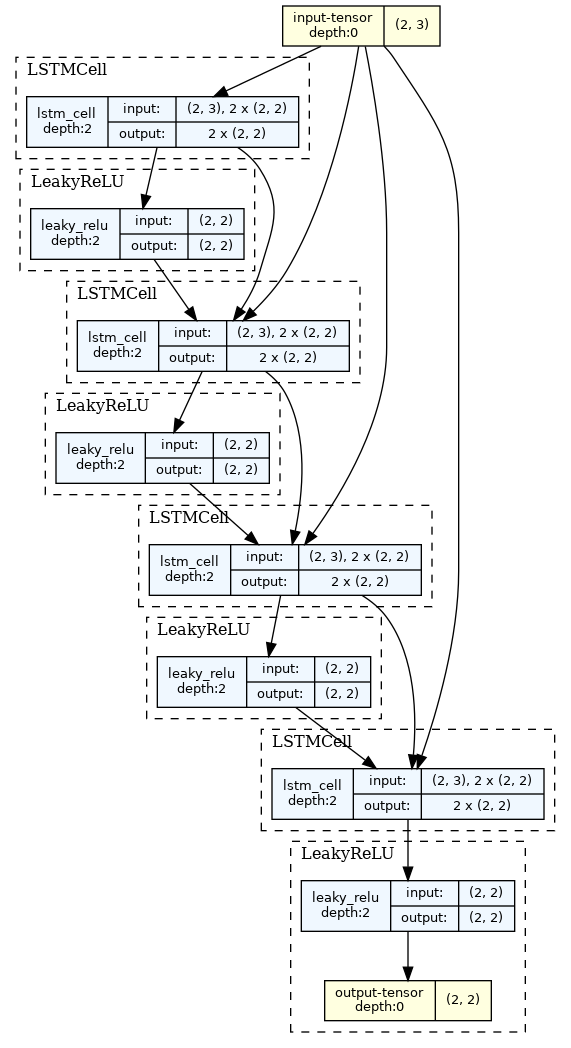 input-tensor
depth:0
(2, 3)
LSTMCell
lstm_cell
depth:2
input:
(2, 3), 2 x (2, 2)
output:
2 x (2, 2)
LeakyReLU
leaky_relu
depth:2
input:
(2, 2)
output:
(2, 2)
LSTMCell
lstm_cell
depth:2
input:
(2, 3), 2 x (2, 2)
output:
2 x (2, 2)
LeakyReLU
leaky_relu
depth:2
input:
(2, 2)
output:
(2, 2)
LSTMCell
lstm_cell
depth:2
input:
(2, 3), 2 x (2, 2)
output:
2 x (2, 2)
LeakyReLU
leaky_relu
depth:2
input:
(2, 2)
output:
(2, 2)
LSTMCell
lstm_cell
depth:2
input:
(2, 3), 2 x (2, 2)
output:
2 x (2, 2)
LeakyReLU
leaky_relu
depth:2
input:
(2, 2)
output:
(2, 2)
output-tensor
depth:0
(2, 2)